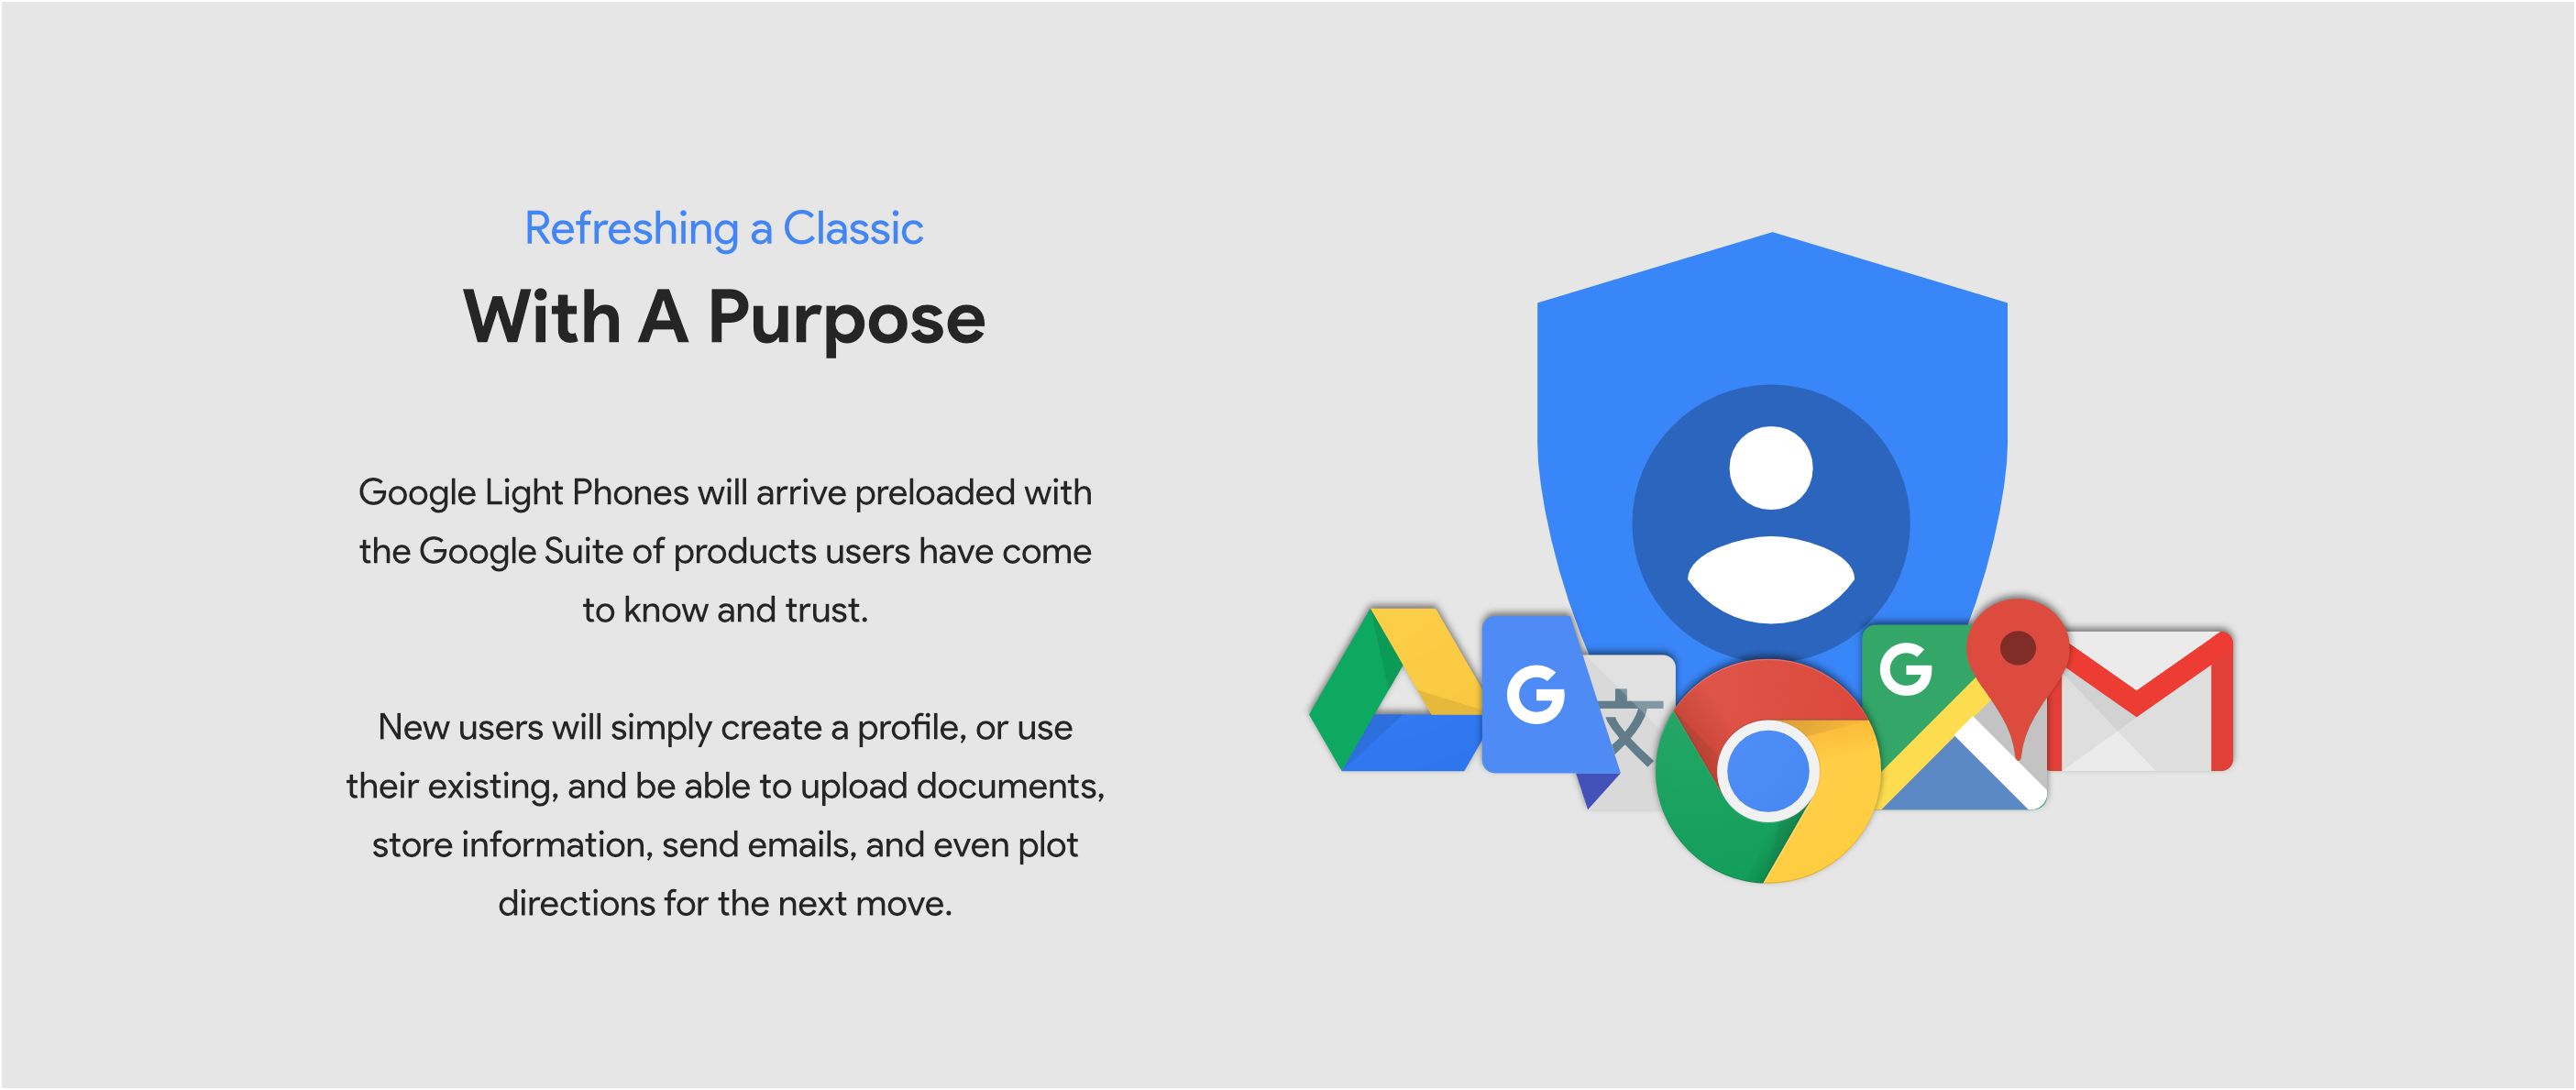 Refreshing a Classic
With A Purpose
Google Light Phones will arrive preloaded with
the Google Suite of products users have come
to know and trust.
New users will simply create a profile, or use
their existing, and be able to upload documents,
store information, send emails, and even plot
directions for the next move.
G
文
G